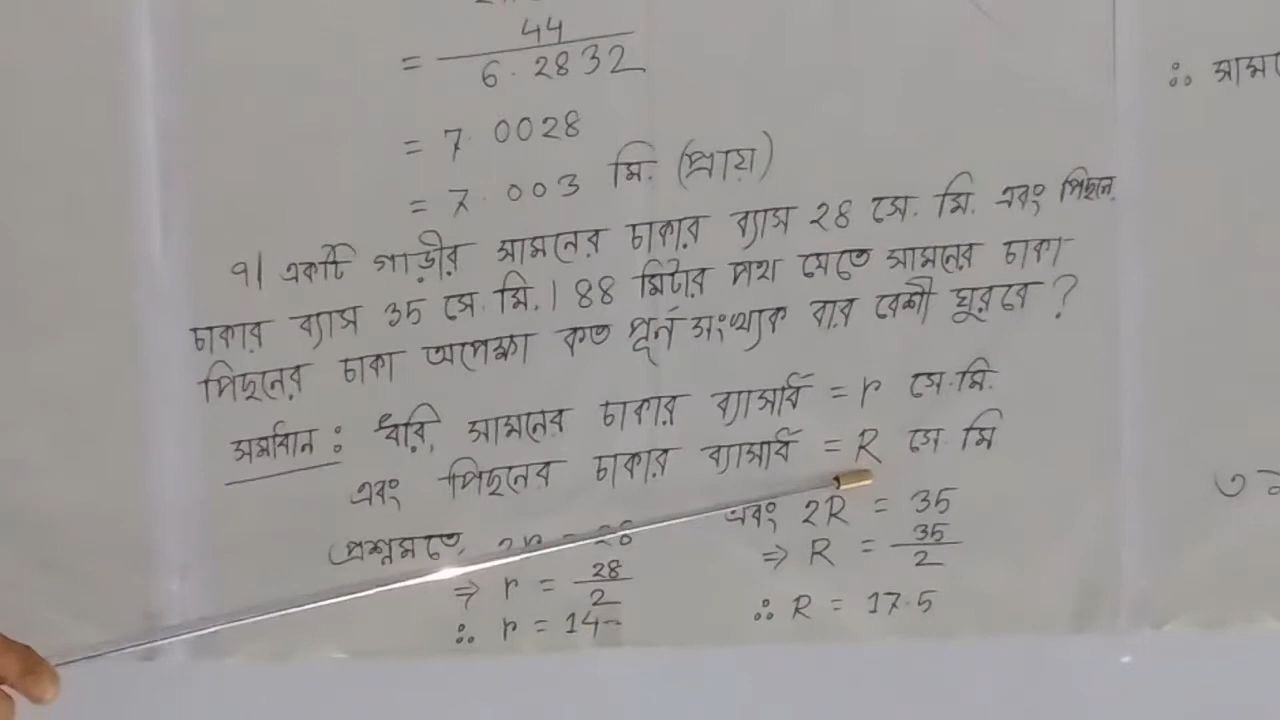 = 44 / 6.2832
= 7.0028
= 7.003 মি. (প্রায়)
৭। একটি গাড়ীর সামনের চাকার ব্যাস 28 সে. মি. এবং পিছনে
চাকার ব্যাস 35 সে. মি.। 88 মিটার পথ যেতে সামনের চাকা
পিছনের চাকা অপেক্ষা কত পূর্ন সংখ্যক বার বেশী ঘুরবে ?
সমাধান : ধরি, সামনের চাকার ব্যাসার্ধ = r সে.মি.
এবং পিছনের চাকার ব্যাসার্ধ = R সে মি
প্রশ্নমতে, 2r = 28 এবং 2R = 35
⇒ r = 28/2 ⇒ R = 35/2
∴ r = 14 ∴ R = 17.5
∴